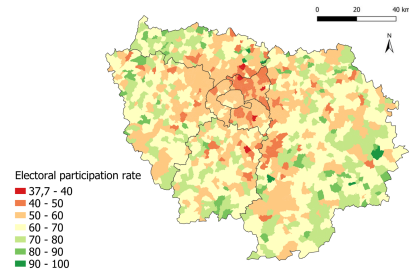 0 20 40 km
N
Electoral participation rate
37,7 - 40
40 - 50
50 - 60
60 - 70
70 - 80
80 - 90
90 - 100